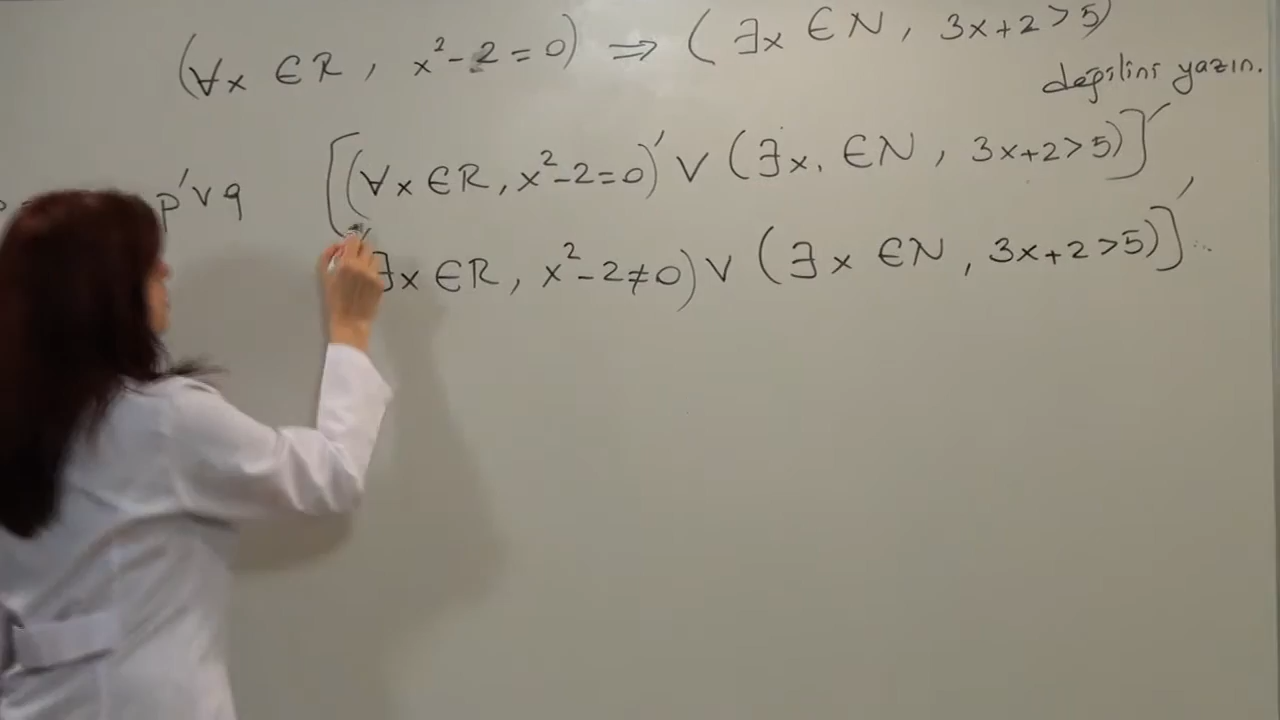 (∀x ∈ R, x²-2=0) ⇒ (∃x ∈ N, 3x+2>5)
değilini yazın.
p'∨q
[(∀x ∈ R, x²-2=0)' ∨ (∃x, ∈ N, 3x+2>5)]'
∃x ∈ R, x²-2≠0) ∨ (∃x ∈ N, 3x+2>5)]'